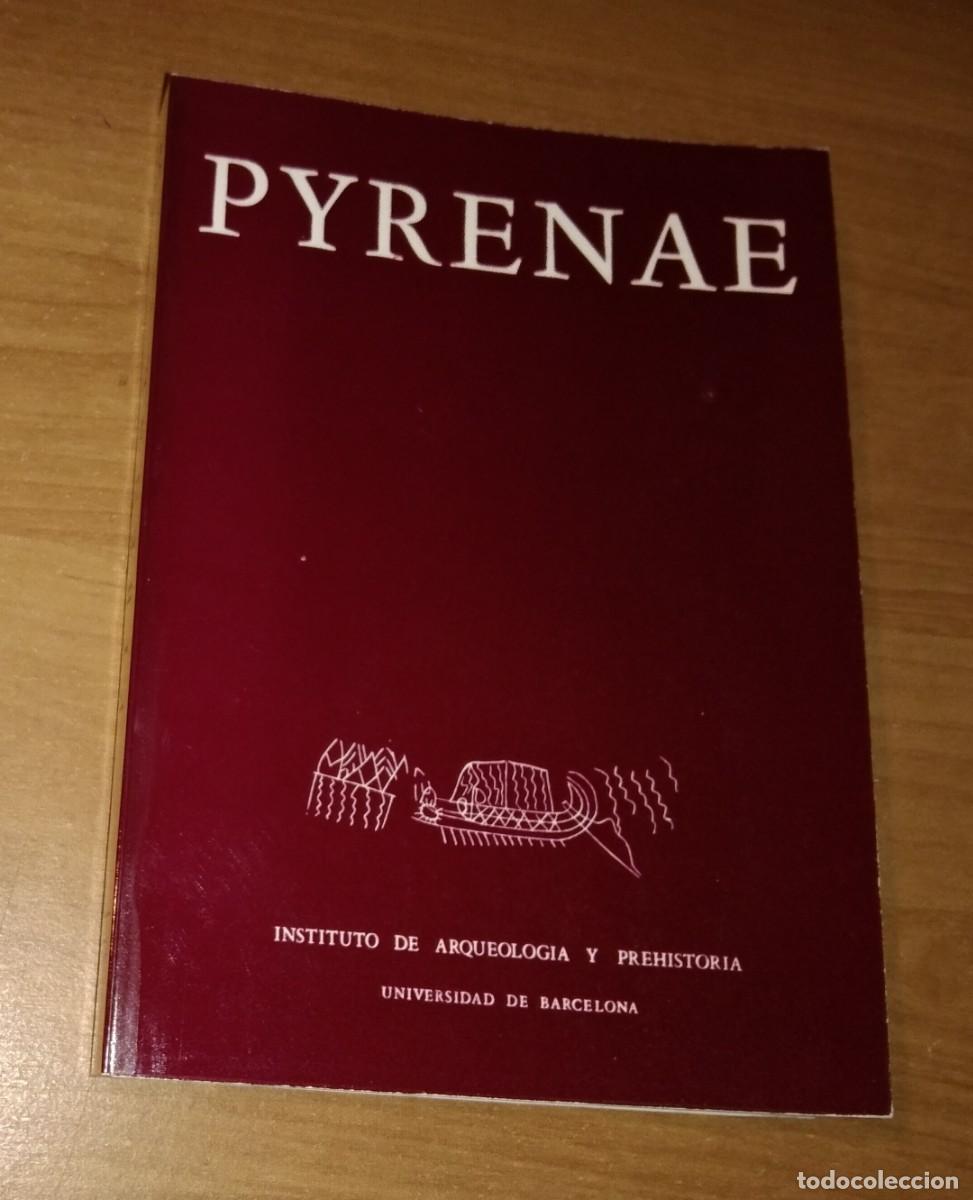 PYRENAE
INSTITUTO DE ARQUEOLOGIA Y PREHISTORIA
UNIVERSIDAD DE BARCELONA
todocoleccion